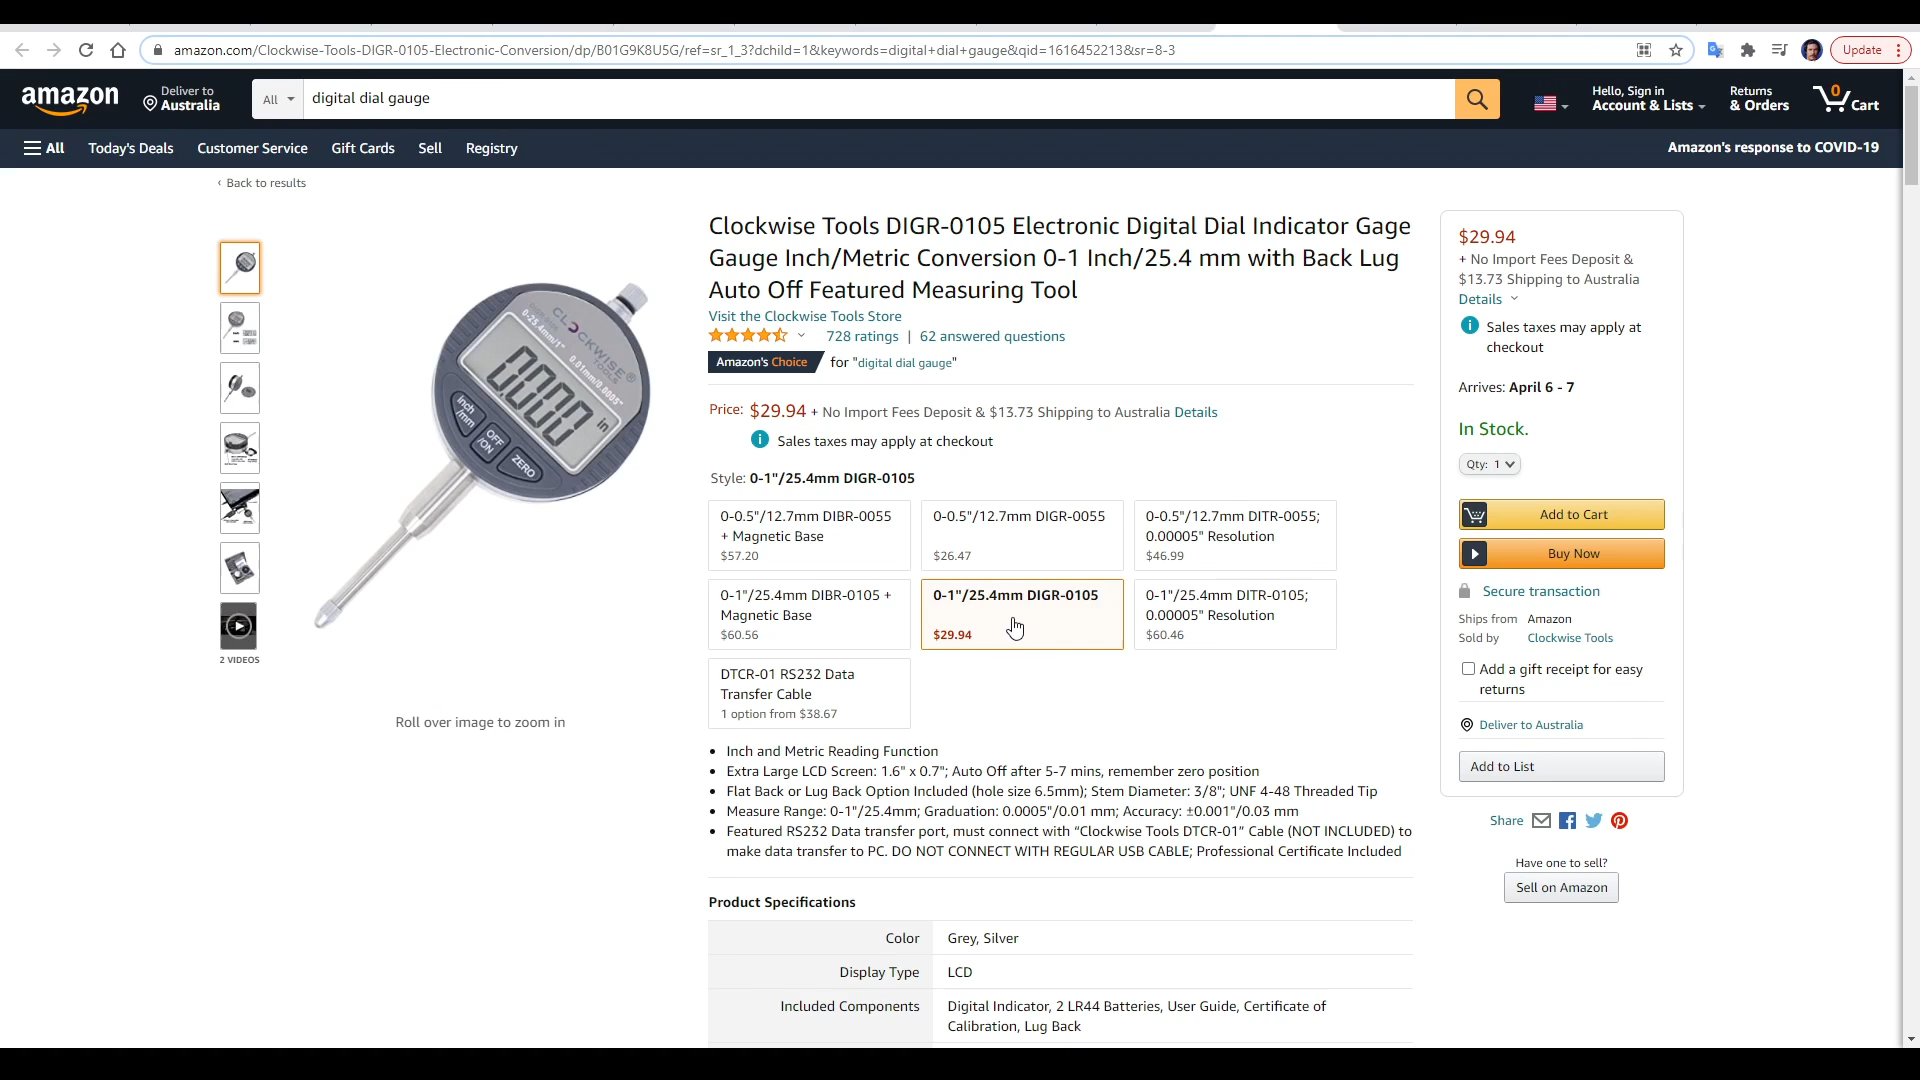 amazon.com/Clockwise-Tools-DIGR-0105-Electronic-Conversion/dp/B01G9K8U5G/ref=sr_1_3?dchild=1&keywords=digital+dial+gauge&qid=1616452213&sr=8-3
Update
amazon
Deliver to
Australia
All
digital dial gauge
Hello, Sign in
Account & Lists
Returns
& Orders
0
Cart
All
Today's Deals
Customer Service
Gift Cards
Sell
Registry
Amazon's response to COVID-19
‹ Back to results
2 VIDEOS
CLOCKWISE TOOLS®
0-25.4mm/1"
0.01mm/0.0005"
00000 in
inch/mm
OFF/ON
ZERO
Roll over image to zoom in
Clockwise Tools DIGR-0105 Electronic Digital Dial Indicator Gage
Gauge Inch/Metric Conversion 0-1 Inch/25.4 mm with Back Lug
Auto Off Featured Measuring Tool
Visit the Clockwise Tools Store
728 ratings | 62 answered questions
Amazon's Choice for "digital dial gauge"
Price: $29.94 + No Import Fees Deposit & $13.73 Shipping to Australia Details
Sales taxes may apply at checkout
Style: 0-1"/25.4mm DIGR-0105
0-0.5"/12.7mm DIBR-0055
+ Magnetic Base
$57.20
0-0.5"/12.7mm DIGR-0055
$26.47
0-0.5"/12.7mm DITR-0055;
0.00005" Resolution
$46.99
0-1"/25.4mm DIBR-0105 +
Magnetic Base
$60.56
0-1"/25.4mm DIGR-0105
$29.94
0-1"/25.4mm DITR-0105;
0.00005" Resolution
$60.46
DTCR-01 RS232 Data
Transfer Cable
1 option from $38.67
• Inch and Metric Reading Function
• Extra Large LCD Screen: 1.6" x 0.7"; Auto Off after 5-7 mins, remember zero position
• Flat Back or Lug Back Option Included (hole size 6.5mm); Stem Diameter: 3/8"; UNF 4-48 Threaded Tip
• Measure Range: 0-1"/25.4mm; Graduation: 0.0005"/0.01 mm; Accuracy: ±0.001"/0.03 mm
• Featured RS232 Data transfer port, must connect with “Clockwise Tools DTCR-01” Cable (NOT INCLUDED) to
make data transfer to PC. DO NOT CONNECT WITH REGULAR USB CABLE; Professional Certificate Included
Product Specifications
Color Grey, Silver
Display Type LCD
Included Components Digital Indicator, 2 LR44 Batteries, User Guide, Certificate of
Calibration, Lug Back
$29.94
+ No Import Fees Deposit &
$13.73 Shipping to Australia
Details
Sales taxes may apply at
checkout
Arrives: April 6 - 7
In Stock.
Qty: 1
Add to Cart
Buy Now
Secure transaction
Ships from Amazon
Sold by Clockwise Tools
Add a gift receipt for easy
returns
Deliver to Australia
Add to List
Share
Have one to sell?
Sell on Amazon